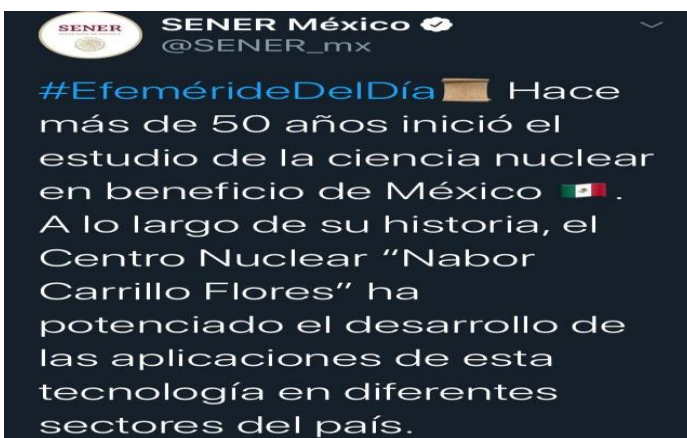 SENER
SENER México
@SENER_mx
#EfemérideDelDía Hace
más de 50 años inició el
estudio de la ciencia nuclear
en beneficio de México 🇲🇽.
A lo largo de su historia, el
Centro Nuclear “Nabor
Carrillo Flores” ha
potenciado el desarrollo de
las aplicaciones de esta
tecnología en diferentes
sectores del país.